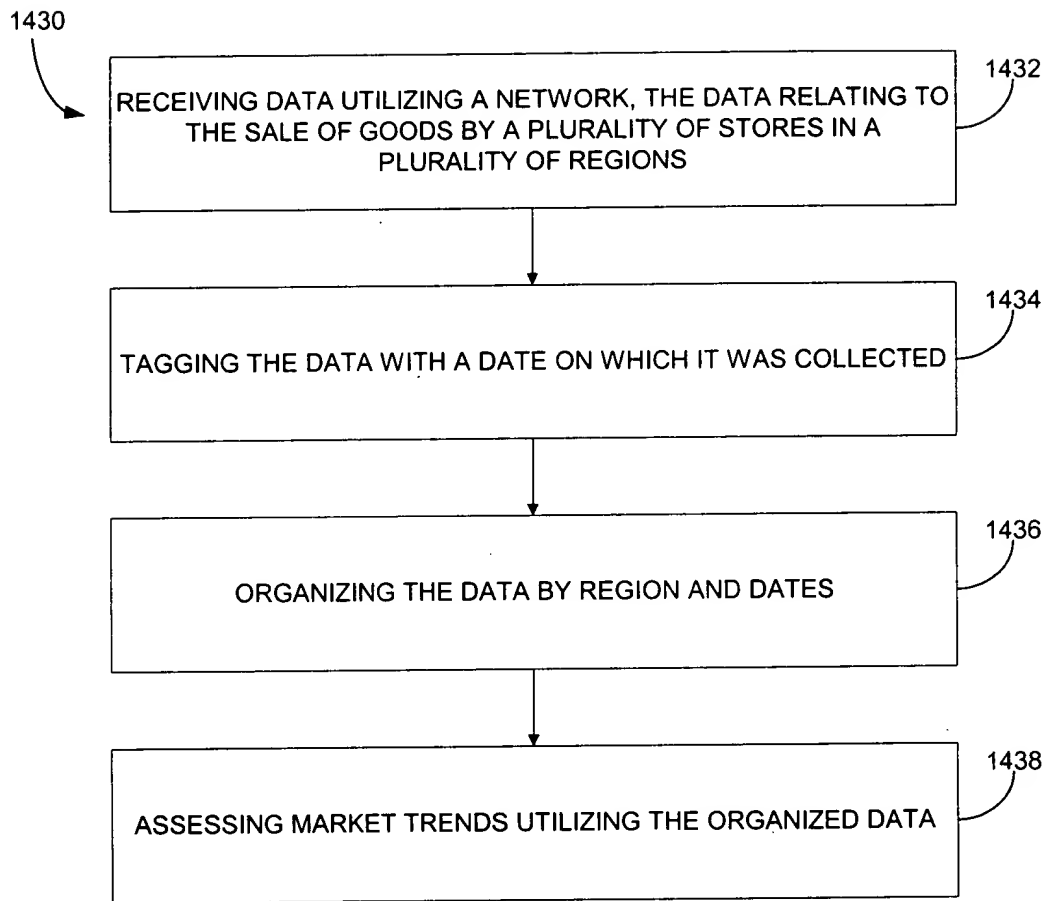 1430
1432
RECEIVING DATA UTILIZING A NETWORK, THE DATA RELATING TO
THE SALE OF GOODS BY A PLURALITY OF STORES IN A
PLURALITY OF REGIONS
1434
TAGGING THE DATA WITH A DATE ON WHICH IT WAS COLLECTED
1436
ORGANIZING THE DATA BY REGION AND DATES
1438
ASSESSING MARKET TRENDS UTILIZING THE ORGANIZED DATA